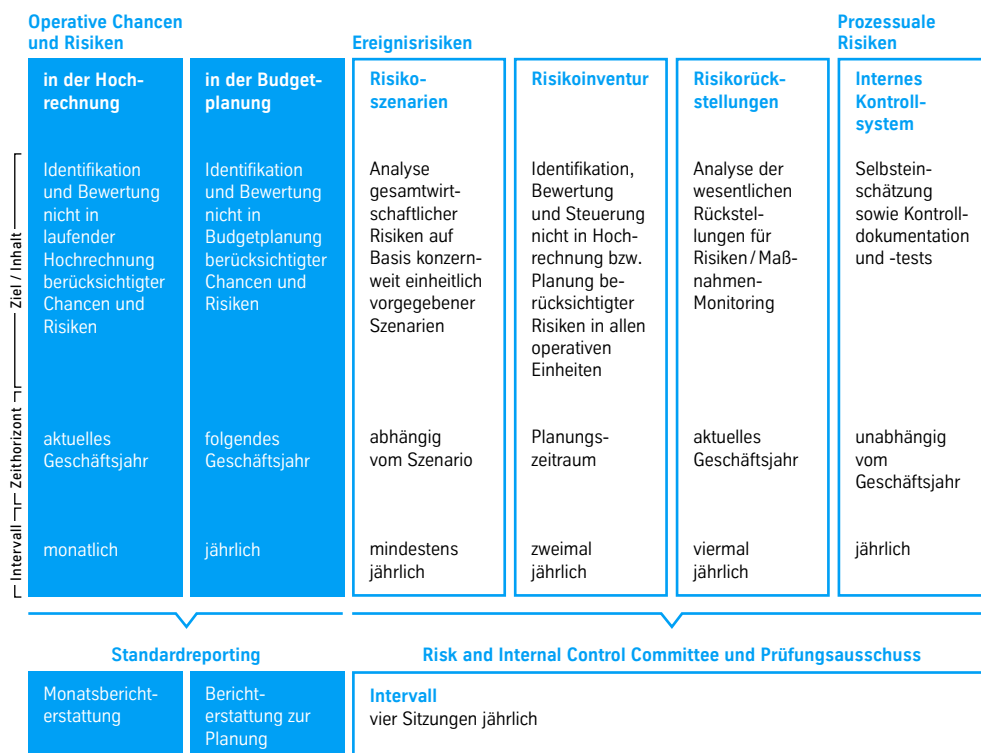 Operative Chancen
und Risiken
Ereignisrisiken
Prozessuale
Risiken
in der Hoch-
rechnung
in der Budget-
planung
Risiko-
szenarien
Risikoinventur
Risikorück-
stellungen
Internes
Kontroll-
system
Ziel / Inhalt
Identifikation
und Bewertung
nicht in
laufender
Hochrechnung
berücksichtigter
Chancen und
Risiken
Identifikation
und Bewertung
nicht in
Budgetplanung
berücksichtigter
Chancen und
Risiken
Analyse
gesamtwirt-
schaftlicher
Risiken auf
Basis konzern-
weit einheitlich
vorgegebener
Szenarien
Identifikation,
Bewertung
und Steuerung
nicht in Hoch-
rechnung bzw.
Planung be-
rücksichtigter
Risiken in allen
operativen
Einheiten
Analyse der
wesentlichen
Rückstel-
lungen für
Risiken / Maß-
nahmen-
Monitoring
Selbstein-
schätzung
sowie Kontroll-
dokumentation
und -tests
Zeithorizont
aktuelles
Geschäftsjahr
folgendes
Geschäftsjahr
abhängig
vom Szenario
Planungs-
zeitraum
aktuelles
Geschäftsjahr
unabhängig
vom
Geschäftsjahr
Intervall
monatlich
jährlich
mindestens
jährlich
zweimal
jährlich
viermal
jährlich
jährlich
Standardreporting
Risk and Internal Control Committee und Prüfungsausschuss
Monatsbericht-
erstattung
Bericht-
erstattung zur
Planung
Intervall
vier Sitzungen jährlich